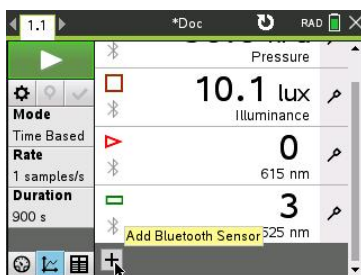 1.1
*Doc
RAD
Pressure
10.1 lux
Illuminance
Mode
Time Based
Rate
1 samples/s
Duration
900 s
0
615 nm
3
525 nm
Add Bluetooth Sensor